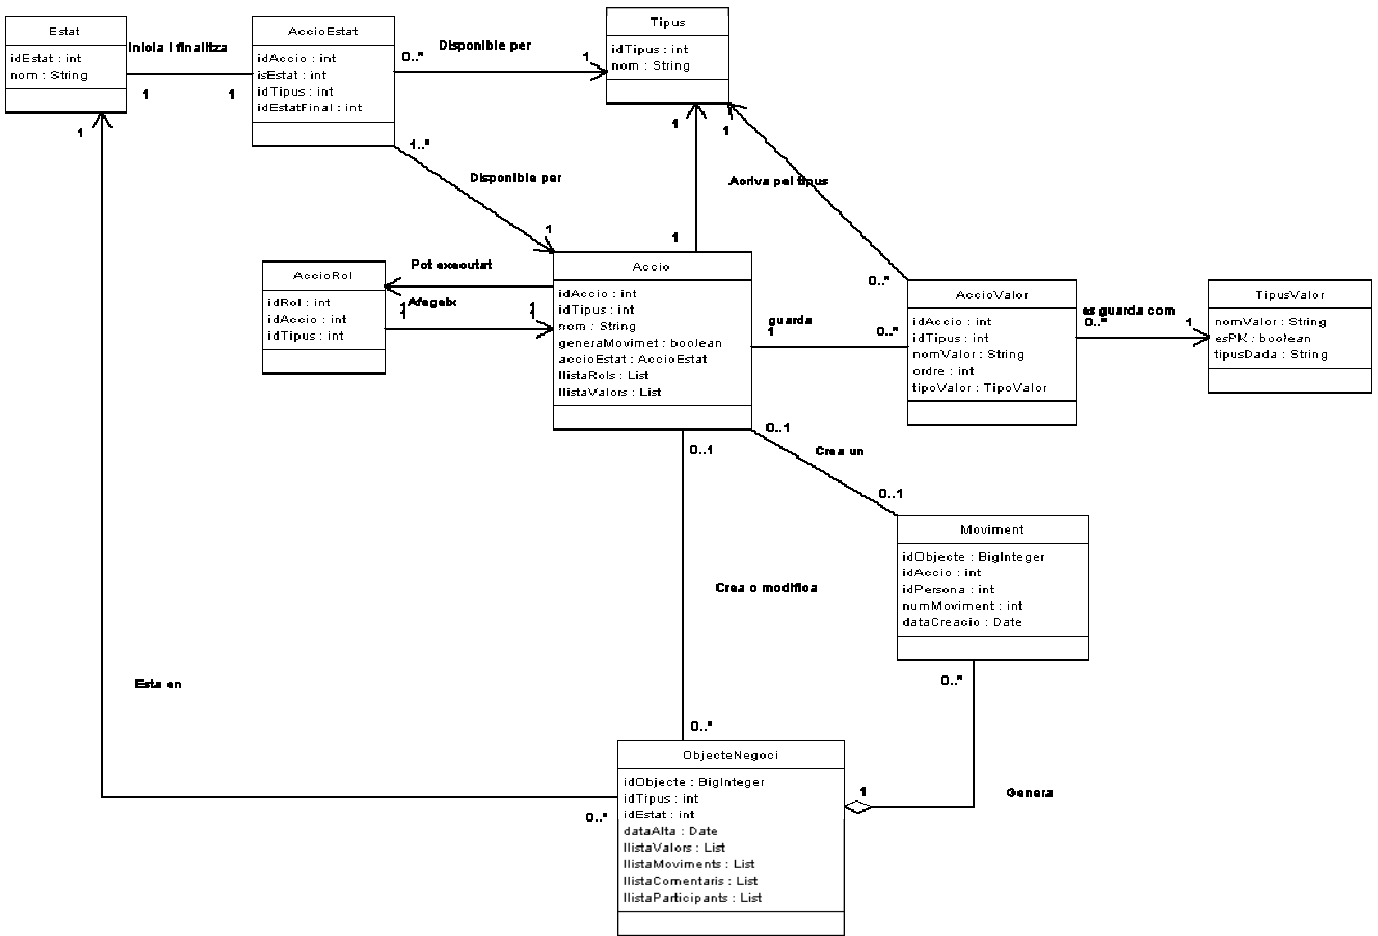 Estat
idEstat : int
nom : String
Inicia i finalitza
1
1
AccioEstat
idAccio : int
isEstat : int
idTipus : int
idEstatFinal : int
0..*
Disponible per
1
Tipus
idTipus : int
nom : String
1
1..*
Disponible per
1
1
1
1
Acriva pel tipus
0..*
AccioRol
idRol : int
idAccio : int
idTipus : int
Pot executat
Afegeix
1
1
Accio
idAccio : int
idTipus : int
nom : String
generaMovimet : boolean
accioEstat : AccioEstat
llistaRols : List
llistaValors : List
guarda
1
0..*
AccioValor
idAccio : int
idTipus : int
nomValor : String
ordre : int
tipoValor : TipoValor
es guarda com
0..*
1
TipusValor
nomValor : String
esPK : boolean
tipusDada : String
0..1
0..1
Crea un
0..1
Moviment
idObjecte : BigInteger
idAccio : int
idPersona : int
numMoviment : int
dataCreacio : Date
Crea o modifica
0..*
Esta en
0..*
ObjecteNegoci
idObjecte : BigInteger
idTipus : int
idEstat : int
dataAlta : Date
llistaValors : List
llistaMoviments : List
llistaComentaris : List
llistaParticipants : List
0..*
1
Genera